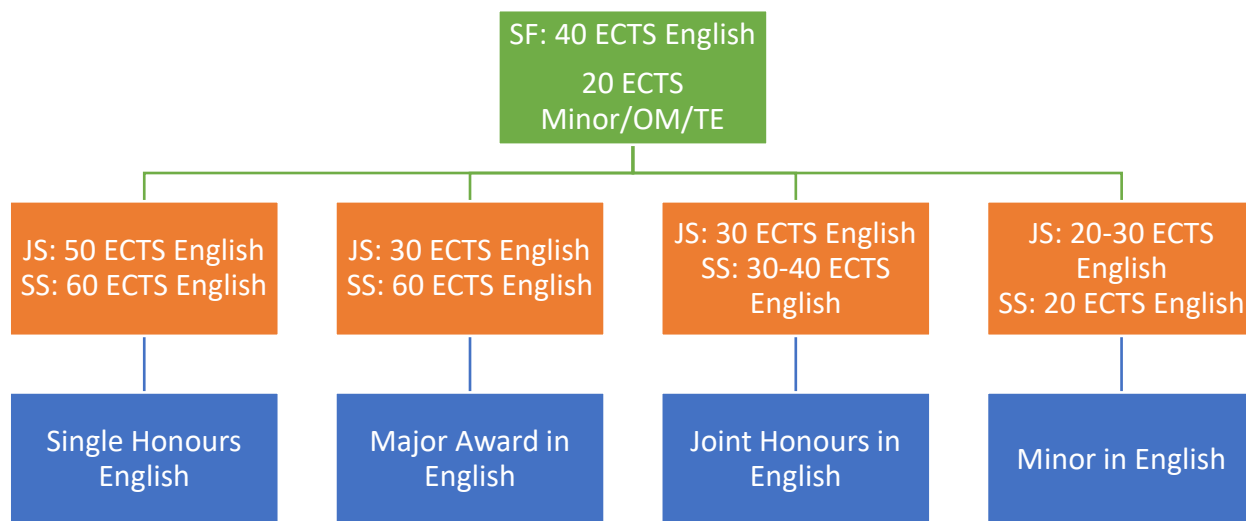 SF: 40 ECTS English
20 ECTS
Minor/OM/TE
JS: 50 ECTS English
SS: 60 ECTS English
JS: 30 ECTS English
SS: 60 ECTS English
JS: 30 ECTS English
SS: 30-40 ECTS
English
JS: 20-30 ECTS
English
SS: 20 ECTS English
Single Honours
English
Major Award in
English
Joint Honours in
English
Minor in English